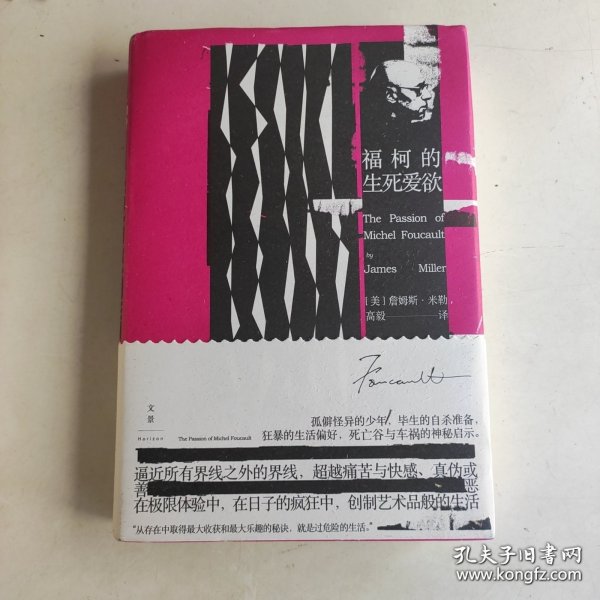 福柯的
生死爱欲
The Passion of
Michel Foucault
by
James Miller
[美]詹姆斯·米勒,
高毅 译
Foucault
文景
Horizon
The Passion of Michel Foucault
孤僻怪异的少年,毕生的自杀准备,
狂暴的生活偏好,死亡谷与车祸的神秘启示。
逼近所有界线之外的界线,超越痛苦与快感、真伪或
善恶
在极限体验中,在日子的疯狂中,创制艺术品般的生活
“从存在中取得最大收获和最大乐趣的秘诀,就是过危险的生活。”
孔夫子旧书网
www.kongfz.com